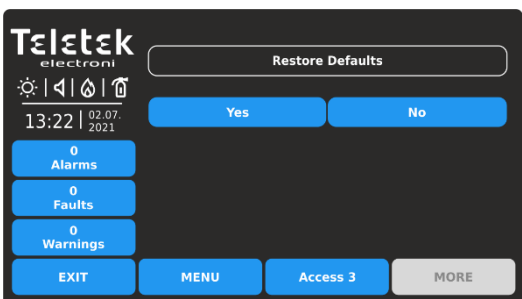 Teletek
electroni
13:22
02.07.
2021
0
Alarms
0
Faults
0
Warnings
Restore Defaults
Yes
No
EXIT
MENU
Access 3
MORE